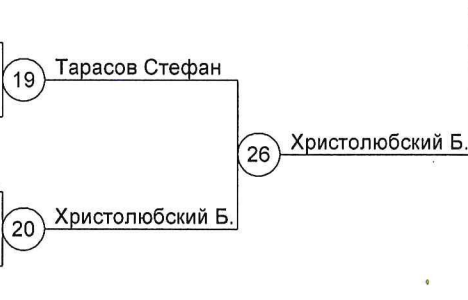 19 Тарасов Стефан
26 Христолюбский Б.
20 Христолюбский Б.